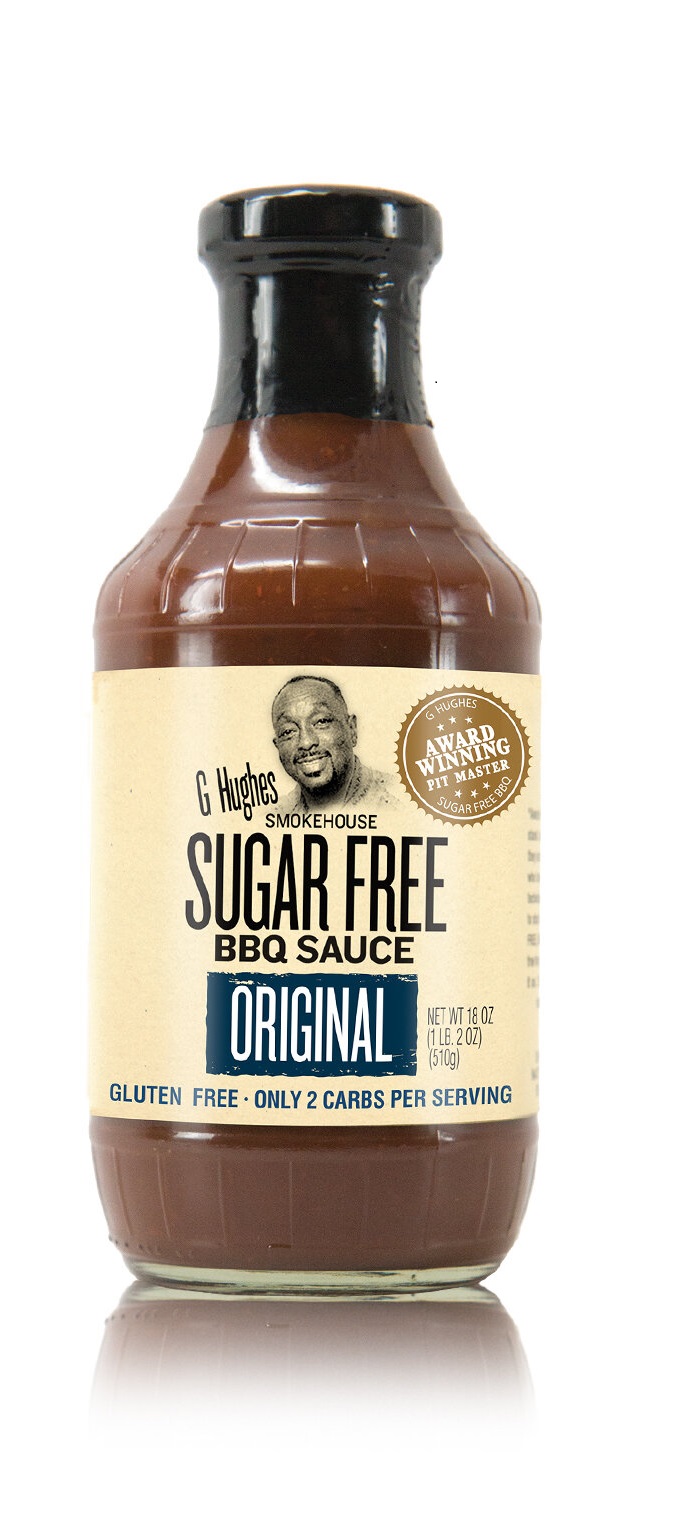 G HUGHES
AWARD
WINNING
PIT MASTER
SUGAR FREE BBQ
G Hughes
SMOKEHOUSE
SUGAR FREE
BBQ SAUCE
ORIGINAL
NET WT 18 OZ
(1 LB. 2 OZ)
(510g)
GLUTEN FREE · ONLY 2 CARBS PER SERVING